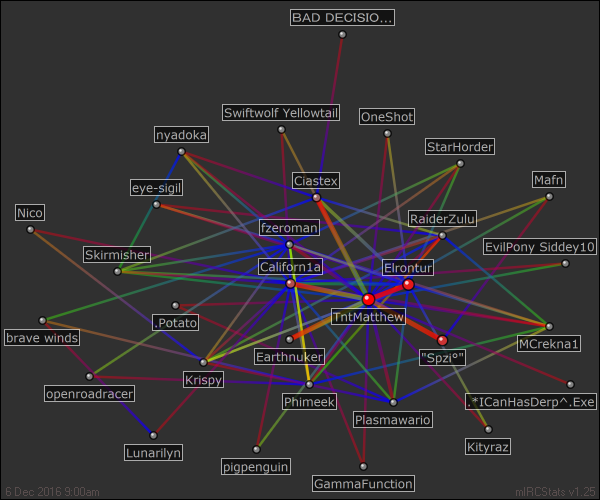 BAD DECISIO...
Swiftwolf Yellowtail
OneShot
nyadoka
StarHorder
Ciastex
Mafn
eye-sigil
Nico
RaiderZulu
fzeroman
EvilPony Siddey10
Skirmisher
Californ1a
Elrontur
TntMatthew
.Potato
brave winds
MCrekna1
Earthnuker
"Spzi°"
Krispy
openroadracer
Phimeek
.*ICanHasDerp^.Exe
Plasmawario
Lunarilyn
Kityraz
pigpenguin
GammaFunction
6 Dec 2016 9:00am
mIRCStats v1.25